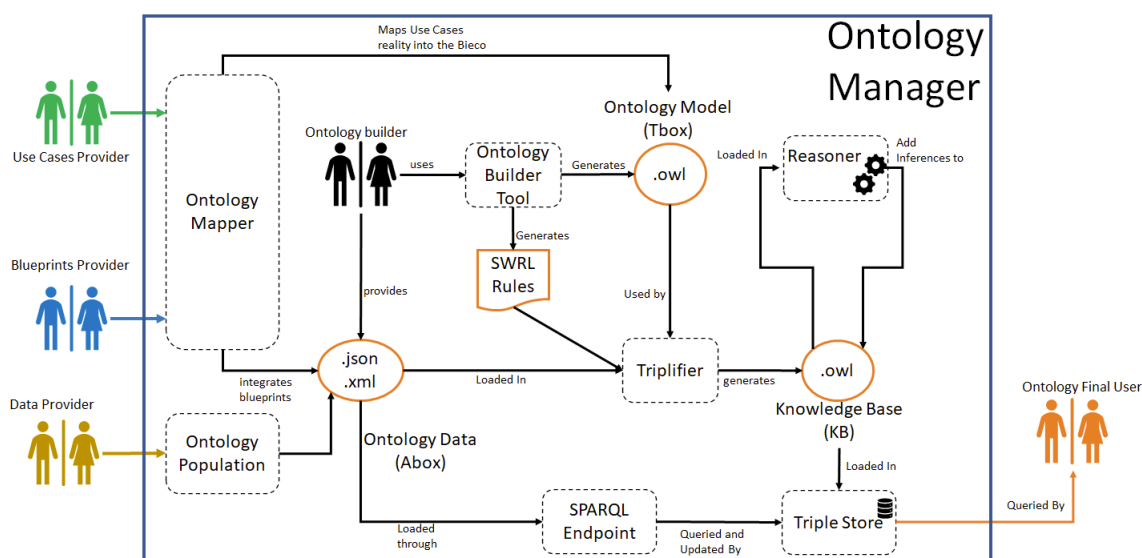 Maps Use Cases
reality into the Bieco
Ontology
Manager
Use Cases Provider
Ontology
Mapper
Ontology builder
uses
Ontology
Builder
Tool
Generates
Ontology Model
(Tbox)
.owl
Loaded In
Reasoner
Add
Inferences to
Generates
SWRL
Rules
Blueprints Provider
provides
Used by
.json
.xml
integrates
blueprints
Loaded In
Triplifier
generates
.owl
Knowledge Base
(KB)
Ontology Final User
Data Provider
Ontology
Population
Ontology Data
(Abox)
Loaded In
Loaded
through
SPARQL
Endpoint
Queried and
Updated By
Triple Store
Queried By